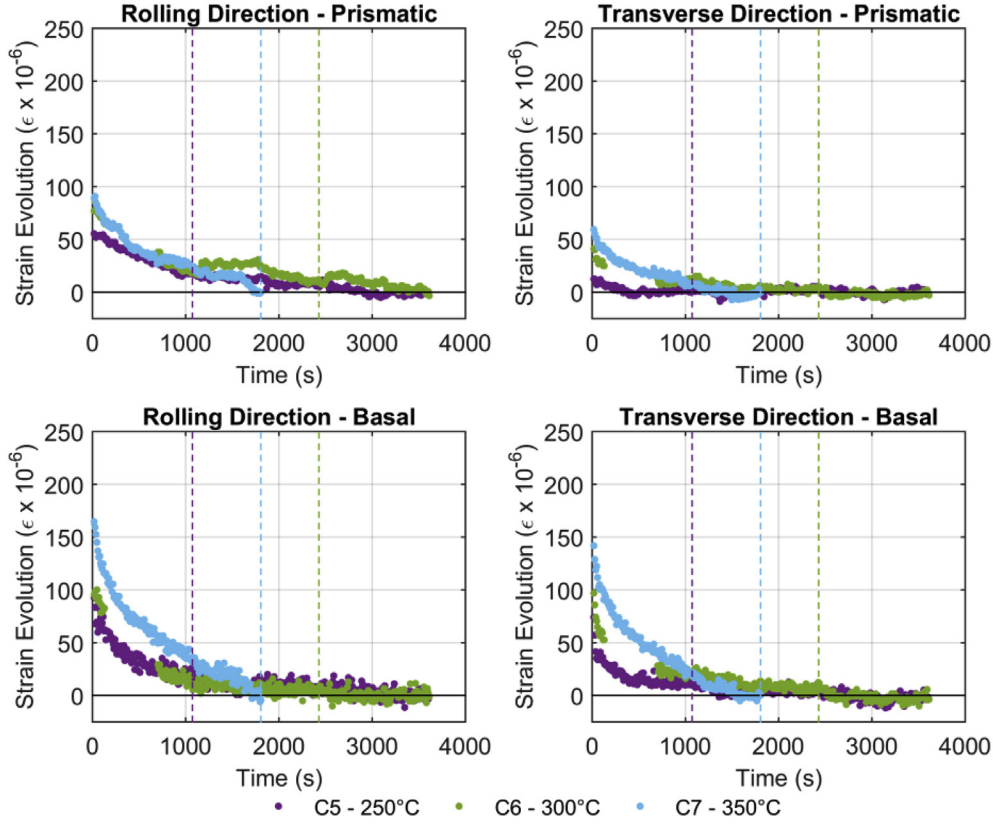 Rolling Direction - Prismatic
Strain Evolution (ϵ x 10⁻⁶)
250
200
150
100
50
0
0 1000 2000 3000 4000
Time (s)
Transverse Direction - Prismatic
Strain Evolution (ϵ x 10⁻⁶)
250
200
150
100
50
0
0 1000 2000 3000 4000
Time (s)
Rolling Direction - Basal
Strain Evolution (ϵ x 10⁻⁶)
250
200
150
100
50
0
0 1000 2000 3000 4000
Time (s)
Transverse Direction - Basal
Strain Evolution (ϵ x 10⁻⁶)
250
200
150
100
50
0
0 1000 2000 3000 4000
Time (s)
C5 - 250°C C6 - 300°C C7 - 350°C